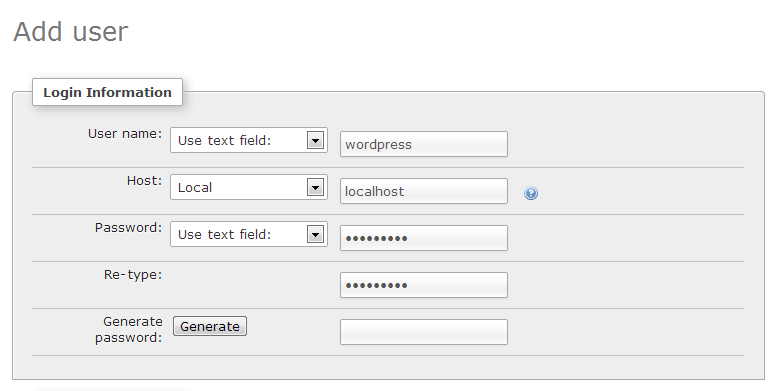 Add user
Login Information
User name: Use text field: wordpress
Host: Local localhost
Password: Use text field: •••••••••
Re-type: •••••••••
Generate password: Generate